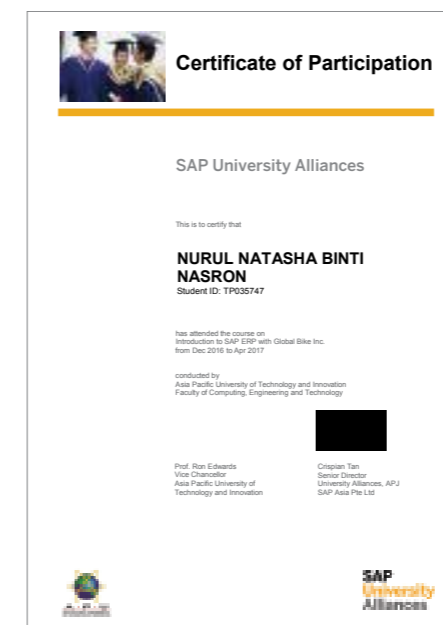 Certificate of Participation
SAP University Alliances
This is to certify that
NURUL NATASHA BINTI
NASRON
Student ID: TP035747
has attended the course on
Introduction to SAP ERP with Global Bike Inc.
from Dec 2016 to Apr 2017
conducted by
Asia Pacific University of Technology and Innovation
Faculty of Computing, Engineering and Technology
Prof. Ron Edwards
Vice Chancellor
Asia Pacific University of
Technology and Innovation
Crispian Tan
Senior Director
University Alliances, APJ
SAP Asia Pte Ltd
A·P·U
SAP
University
Alliances